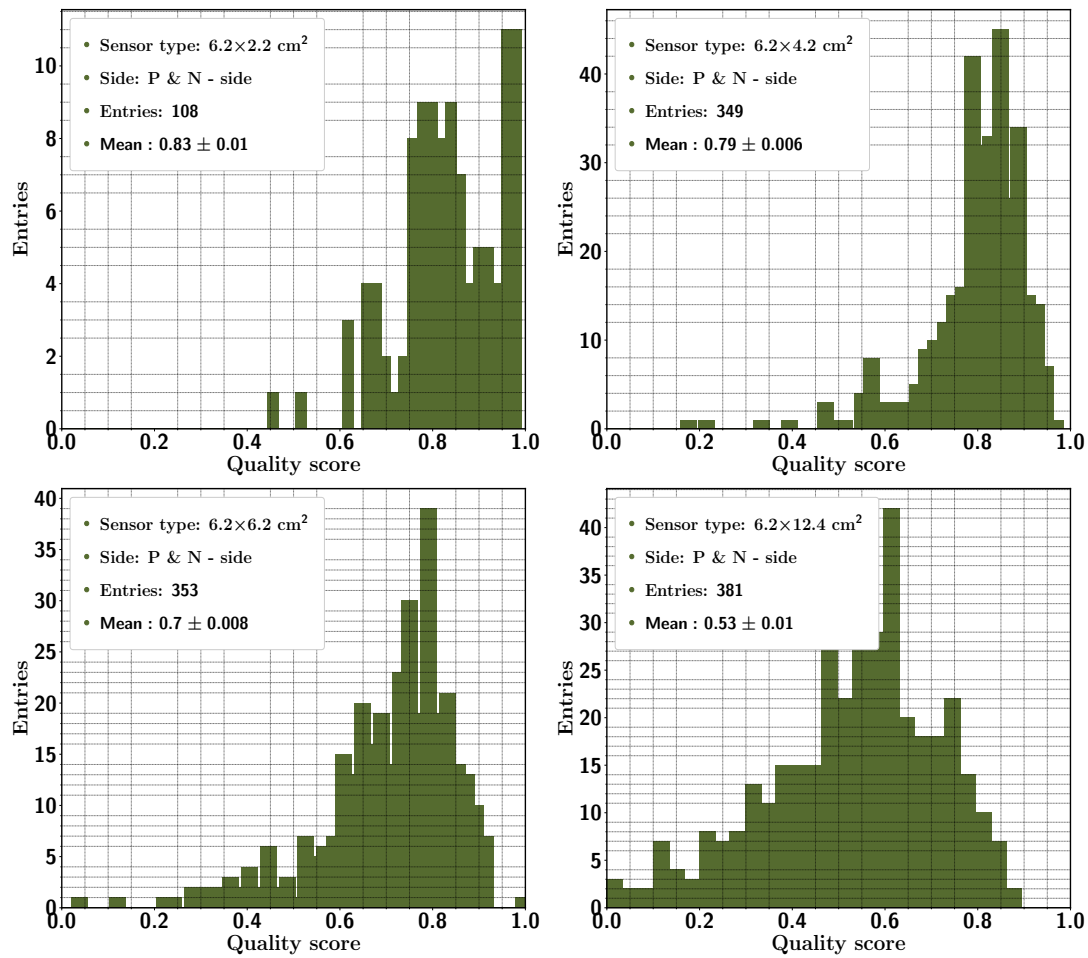 • Sensor type: 6.2×2.2 cm²
• Side: P & N - side
• Entries: 108
• Mean : 0.83 ± 0.01
10
8
6
4
2
0
Entries
0.0 0.2 0.4 0.6 0.8 1.0
Quality score
• Sensor type: 6.2×4.2 cm²
• Side: P & N - side
• Entries: 349
• Mean : 0.79 ± 0.006
40
30
20
10
0
Entries
0.0 0.2 0.4 0.6 0.8 1.0
Quality score
• Sensor type: 6.2×6.2 cm²
• Side: P & N - side
• Entries: 353
• Mean : 0.7 ± 0.008
40
35
30
25
20
15
10
5
0
Entries
0.0 0.2 0.4 0.6 0.8 1.0
Quality score
• Sensor type: 6.2×12.4 cm²
• Side: P & N - side
• Entries: 381
• Mean : 0.53 ± 0.01
40
35
30
25
20
15
10
5
0
Entries
0.0 0.2 0.4 0.6 0.8 1.0
Quality score